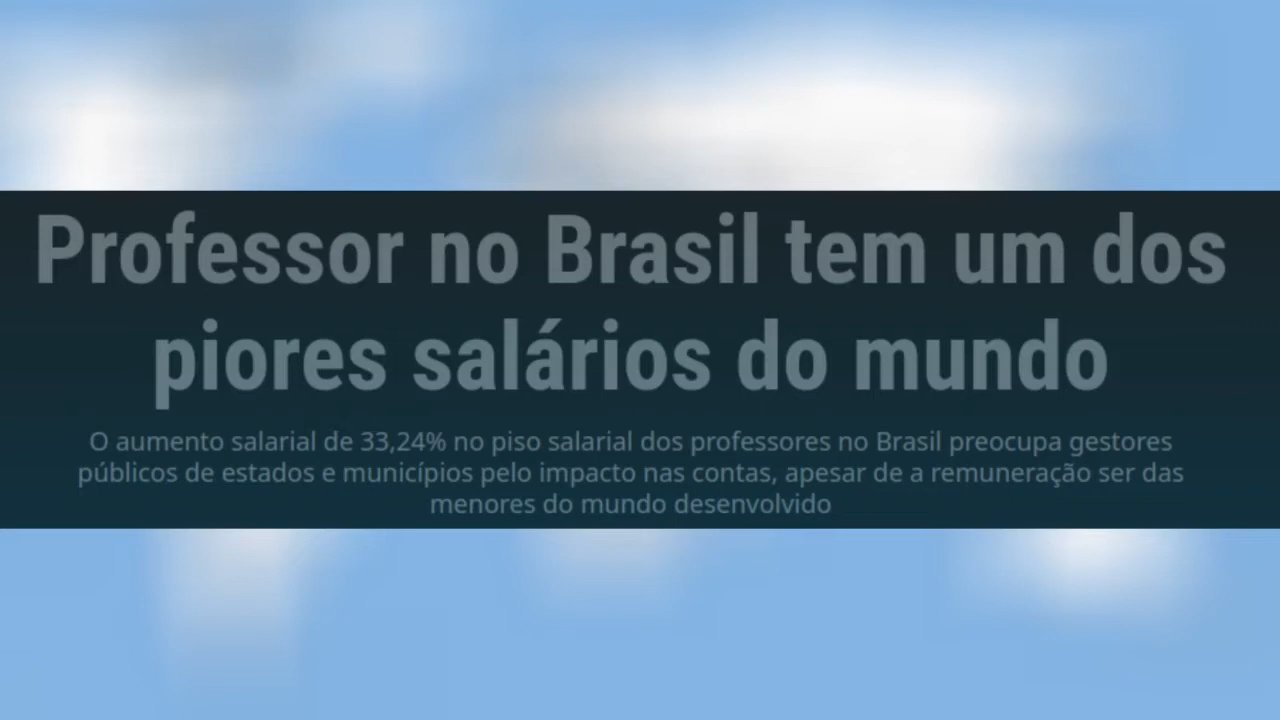 Professor no Brasil tem um dos
piores salários do mundo
O aumento salarial de 33,24% no piso salarial dos professores no Brasil preocupa gestores
públicos de estados e municípios pelo impacto nas contas, apesar de a remuneração ser das
menores do mundo desenvolvido